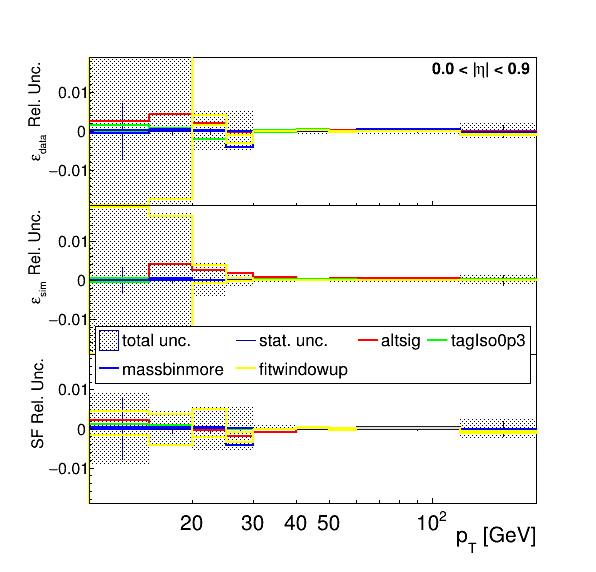 0.0 < |η| < 0.9
ε_data Rel. Unc.
0.01
0
−0.01
ε_sim Rel. Unc.
0.01
0
−0.01
total unc. stat. unc. altsig tagIso0p3
massbinmore fitwindowup
SF Rel. Unc.
0.01
0
−0.01
20 30 40 50 10^2
p_T [GeV]